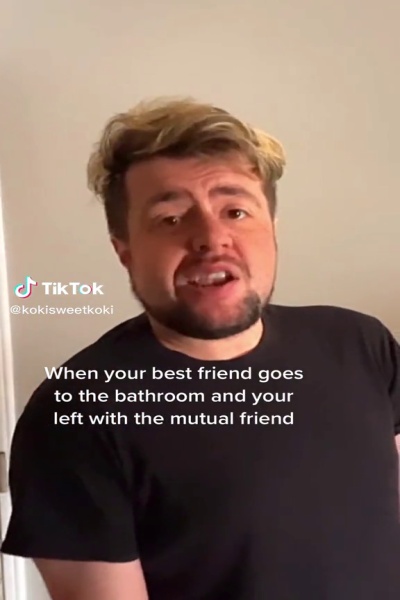 TikTok
@kokisweetkoki
When your best friend goes
to the bathroom and your
left with the mutual friend